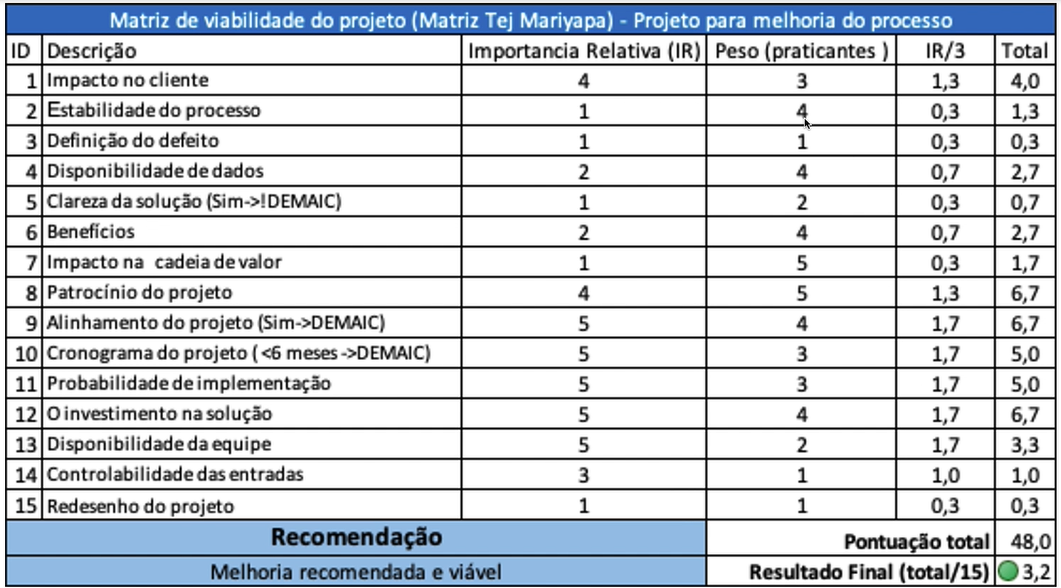 Matriz de viabilidade do projeto (Matriz Tej Mariyapa) - Projeto para melhoria do processo
ID Descrição Importancia Relativa (IR) Peso (praticantes ) IR/3 Total
1 Impacto no cliente 4 3 1,3 4,0
2 Estabilidade do processo 1 4 0,3 1,3
3 Definição do defeito 1 1 0,3 0,3
4 Disponibilidade de dados 2 4 0,7 2,7
5 Clareza da solução (Sim->!DEMAIC) 1 2 0,3 0,7
6 Benefícios 2 4 0,7 2,7
7 Impacto na cadeia de valor 1 5 0,3 1,7
8 Patrocínio do projeto 4 5 1,3 6,7
9 Alinhamento do projeto (Sim->DEMAIC) 5 4 1,7 6,7
10 Cronograma do projeto ( <6 meses ->DEMAIC) 5 3 1,7 5,0
11 Probabilidade de implementação 5 3 1,7 5,0
12 O investimento na solução 5 4 1,7 6,7
13 Disponibilidade da equipe 5 2 1,7 3,3
14 Controlabilidade das entradas 3 1 1,0 1,0
15 Redesenho do projeto 1 1 0,3 0,3
Recomendação Pontuação total 48,0
Melhoria recomendada e viável Resultado Final (total/15) 3,2